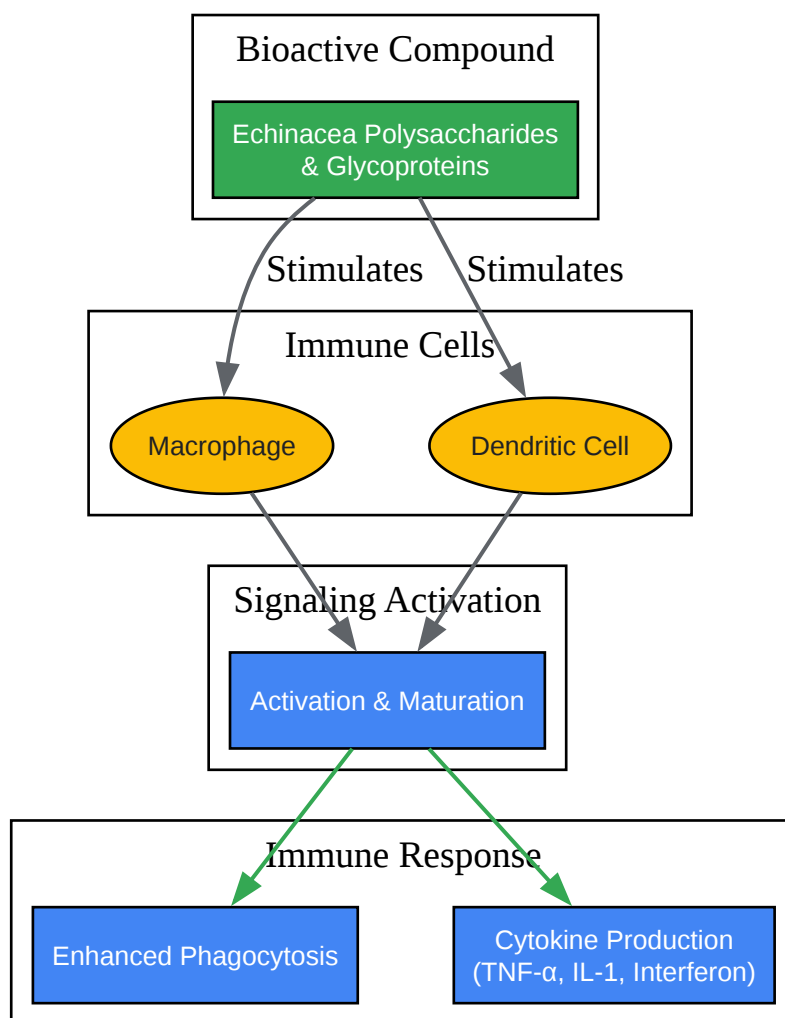 Bioactive Compound
Echinacea Polysaccharides
& Glycoproteins
Stimulates
Stimulates
Immune Cells
Macrophage
Dendritic Cell
Signaling Activation
Activation & Maturation
Immune Response
Enhanced Phagocytosis
Cytokine Production
(TNF-α, IL-1, Interferon)